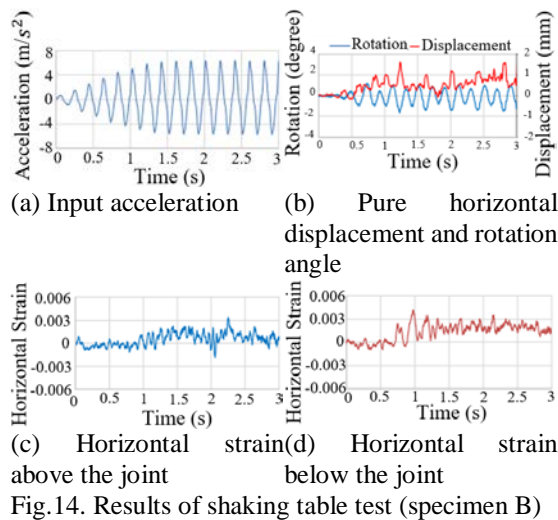 Acceleration (m/s²)
8
4
0
-4
-8
0 0.5 1 1.5 2 2.5 3
Time (s)
Rotation (degree)
Rotation Displacement
4
2
0
-2
-4
2
1
0
-1
-2
Displacement (mm)
0 0.5 1 1.5 2 2.5 3
Time (s)
(a) Input acceleration
(b) Pure horizontal
displacement and rotation
angle
Horizontal Strain
0.006
0.003
0
-0.003
-0.006
0 0.5 1 1.5 2 2.5 3
Time (s)
Horizontal Strain
0.006
0.003
0
-0.003
-0.006
0 0.5 1 1.5 2 2.5 3
Time (s)
(c) Horizontal strain
above the joint
(d) Horizontal strain
below the joint
Fig.14. Results of shaking table test (specimen B)